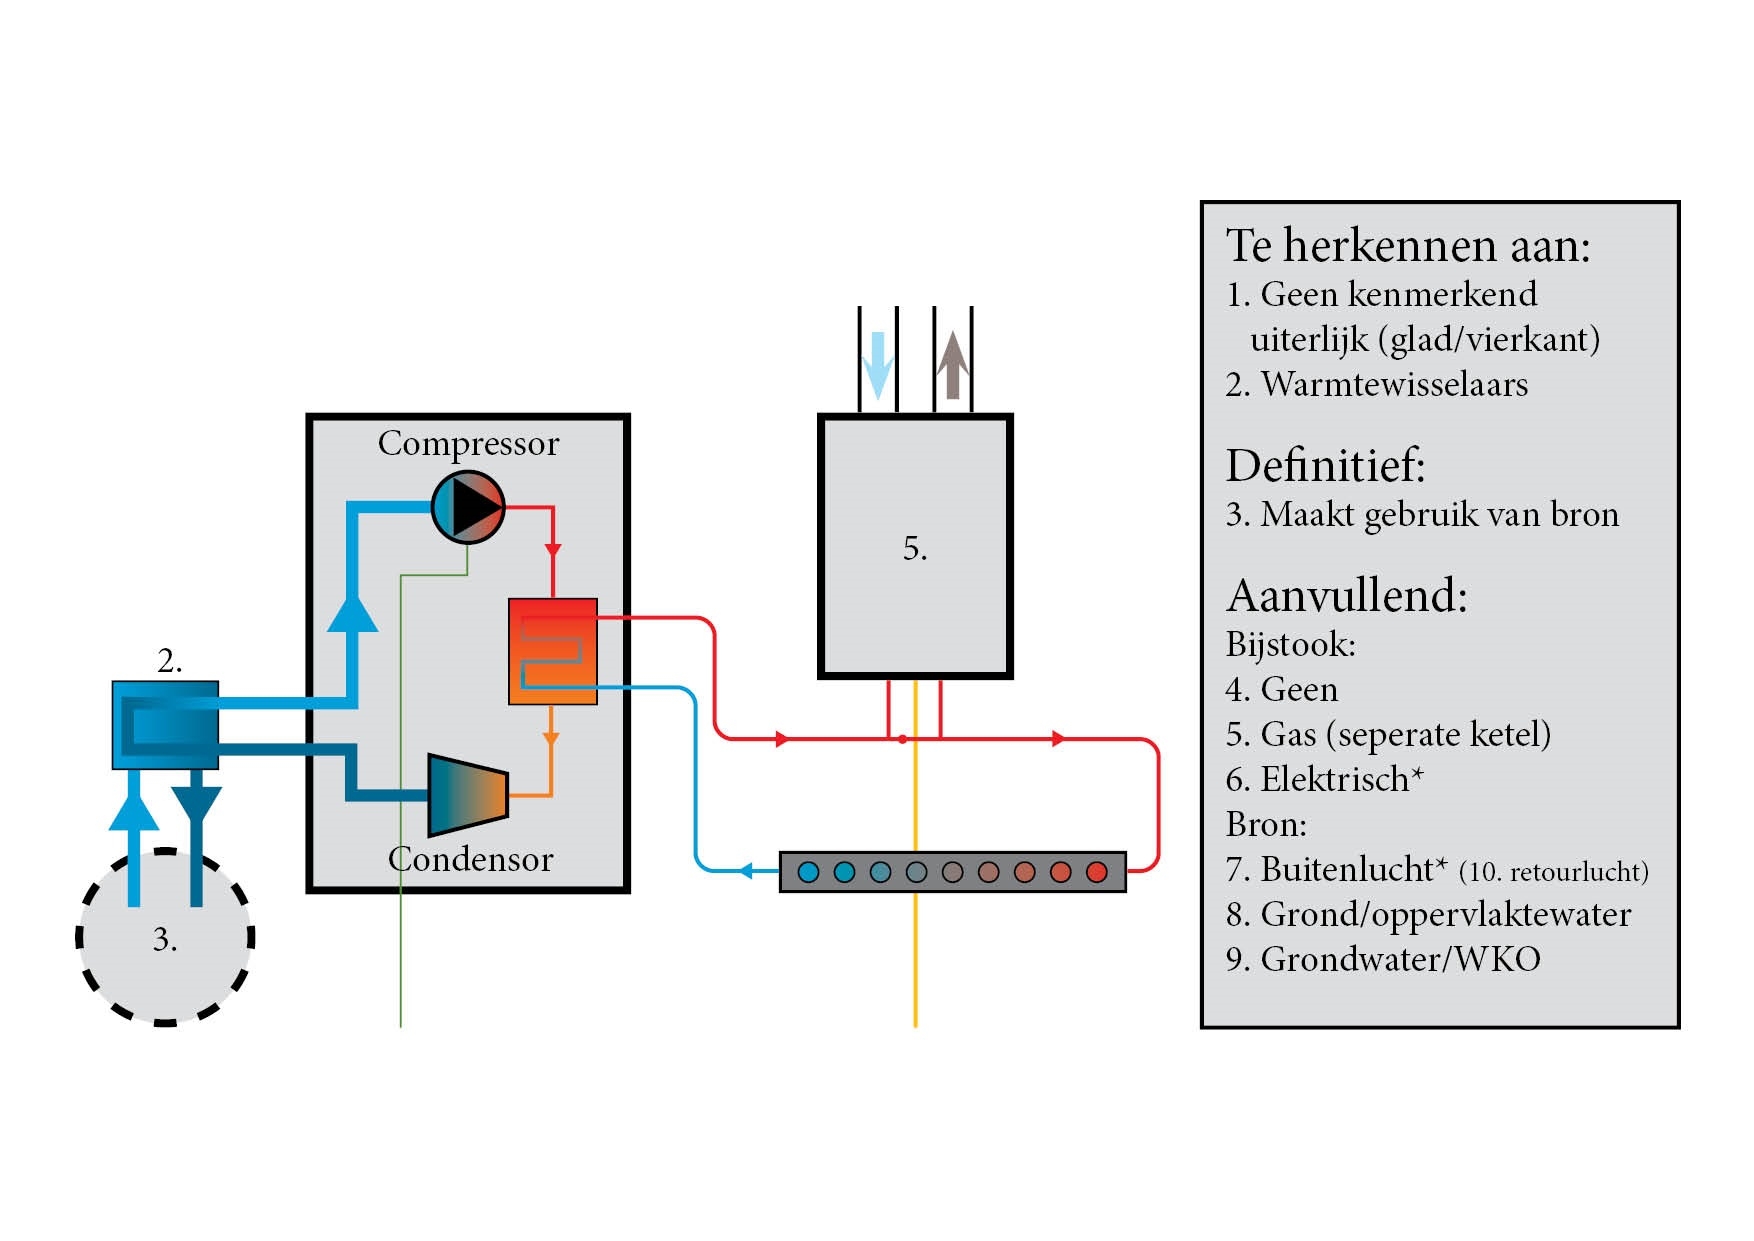 Compressor
2.
3.
Condensor
5.
Te herkennen aan:
1. Geen kenmerkend
uiterlijk (glad/vierkant)
2. Warmtewisselaars
Definitief:
3. Maakt gebruik van bron
Aanvullend:
Bijstook:
4. Geen
5. Gas (seperate ketel)
6. Elektrisch*
Bron:
7. Buitenlucht* (10. retourlucht)
8. Grond/oppervlaktewater
9. Grondwater/WKO